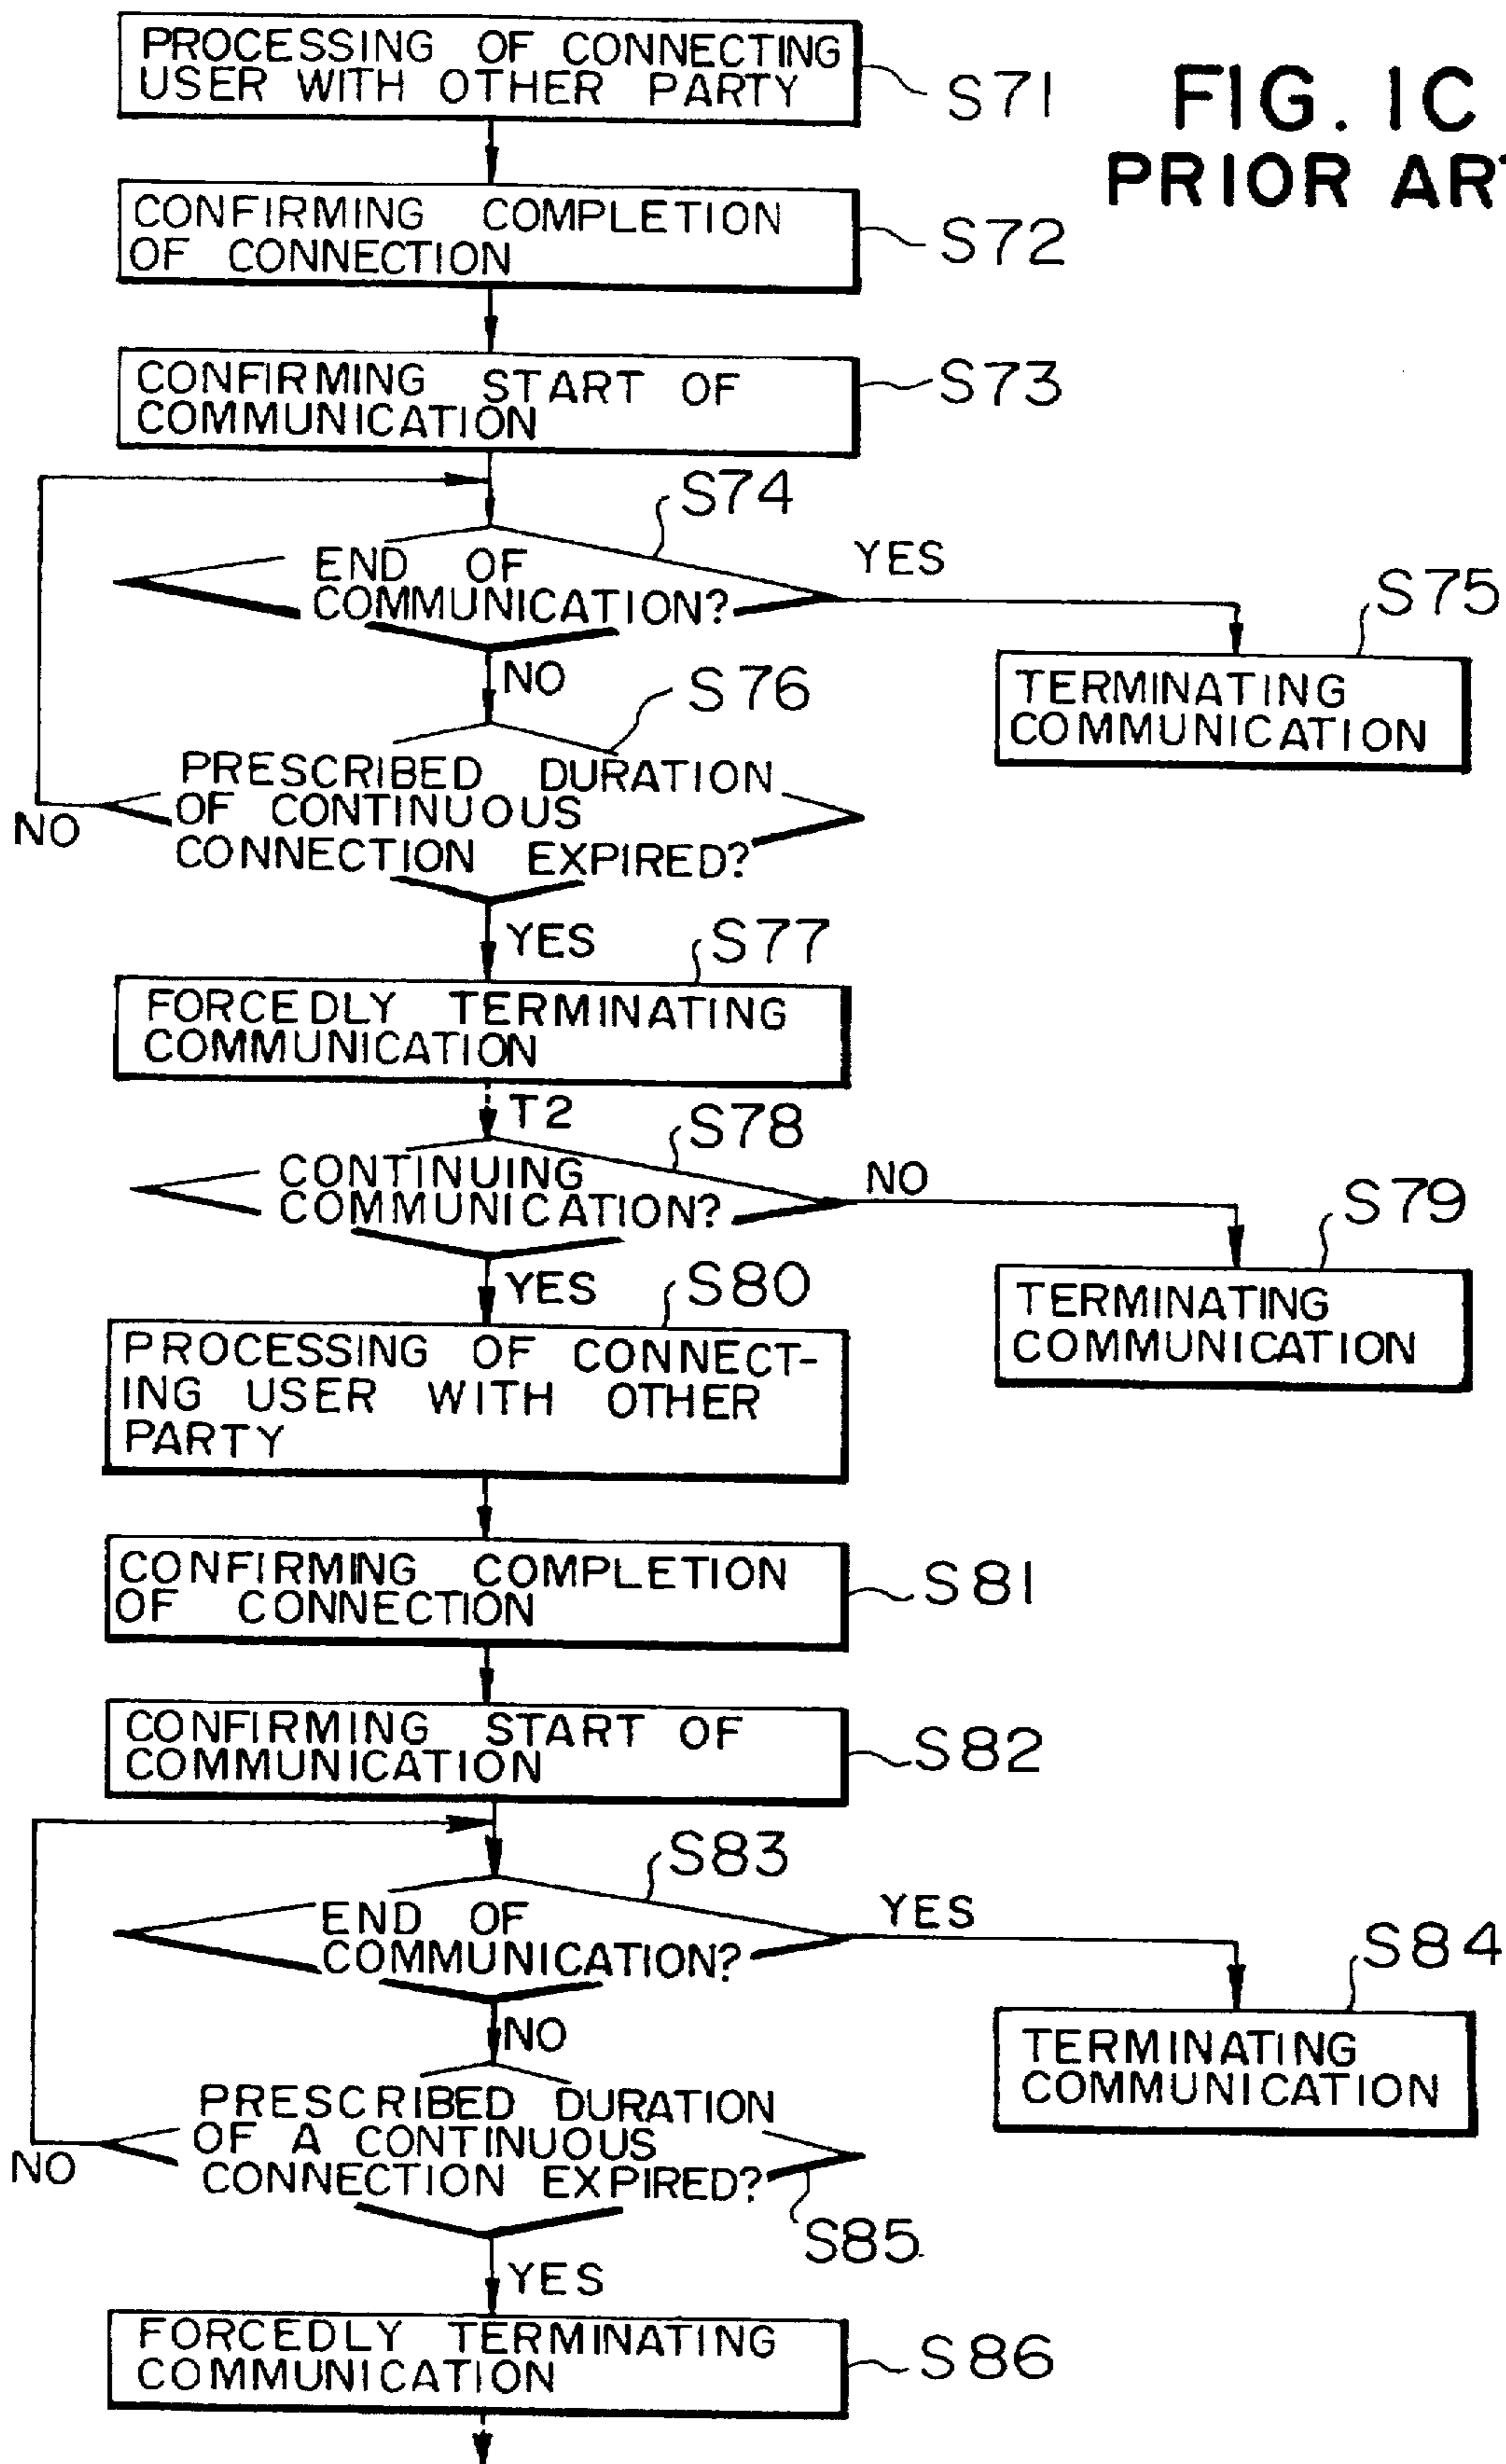 PROCESSING OF CONNECTING
USER WITH OTHER PARTY
S71
FIG. 1C
PRIOR ART
CONFIRMING COMPLETION
OF CONNECTION
S72
CONFIRMING START OF
COMMUNICATION
S73
S74
END OF
COMMUNICATION?
YES
S75
TERMINATING
COMMUNICATION
NO
S76
PRESCRIBED DURATION
OF CONTINUOUS
CONNECTION EXPIRED?
NO
YES
S77
FORCEDLY TERMINATING
COMMUNICATION
T2
S78
CONTINUING
COMMUNICATION?
NO
S79
TERMINATING
COMMUNICATION
YES
S80
PROCESSING OF CONNECT-
ING USER WITH OTHER
PARTY
CONFIRMING COMPLETION
OF CONNECTION
S81
CONFIRMING START OF
COMMUNICATION
S82
S83
END OF
COMMUNICATION?
YES
S84
TERMINATING
COMMUNICATION
NO
PRESCRIBED DURATION
OF A CONTINUOUS
CONNECTION EXPIRED?
NO
S85
YES
FORCEDLY TERMINATING
COMMUNICATION
S86